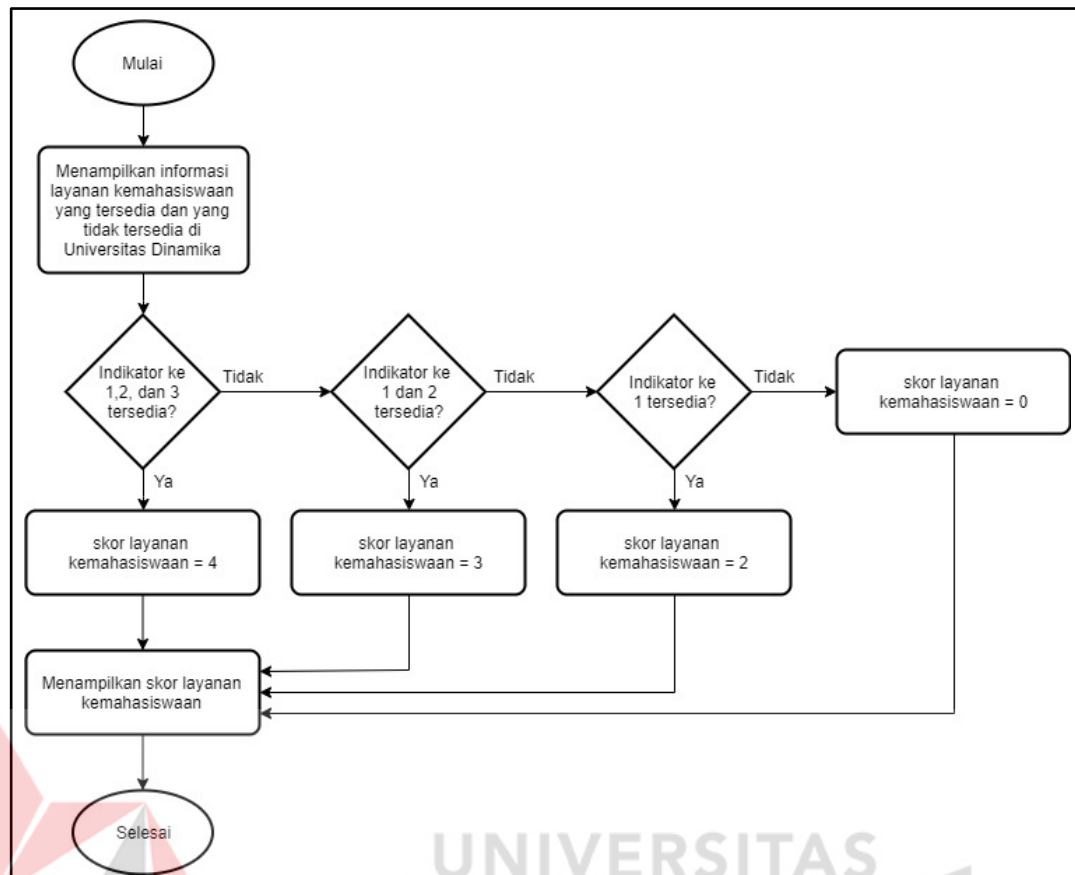 Mulai
Menampilkan informasi
layanan kemahasiswaan
yang tersedia dan yang
tidak tersedia di
Universitas Dinamika
Indikator ke
1,2, dan 3
tersedia?
Tidak
Indikator ke
1 dan 2
tersedia?
Tidak
Indikator ke
1 tersedia?
Tidak
skor layanan
kemahasiswaan = 0
Ya
Ya
Ya
skor layanan
kemahasiswaan = 4
skor layanan
kemahasiswaan = 3
skor layanan
kemahasiswaan = 2
Menampilkan skor layanan
kemahasiswaan
Selesai
UNIVERSITAS